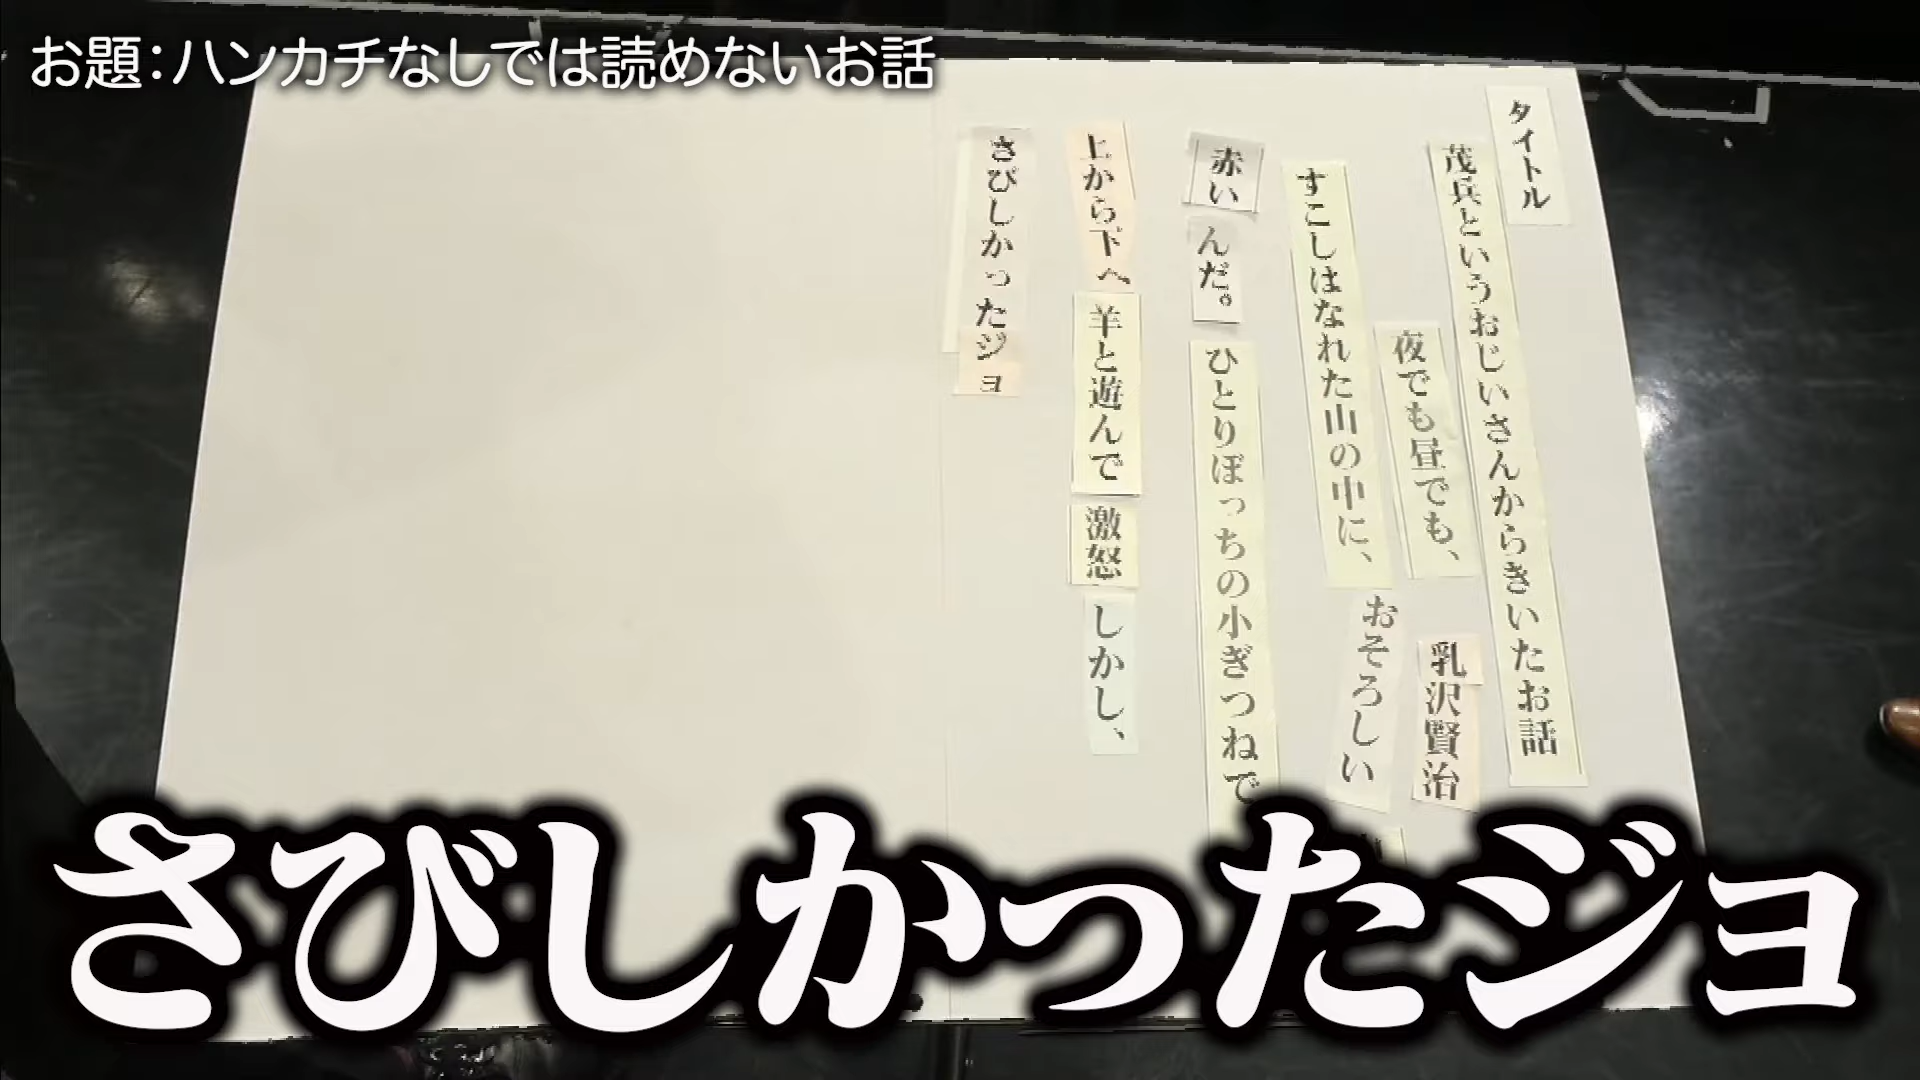 お題：ハンカチなしでは読めないお話
タイトル
茂兵というおじいさんからきいたお話
乳沢賢治
夜でも昼でも、
すこしはなれた山の中に、おそろしい
赤いんだ。ひとりぼっちの小ぎつねで
上から下へ羊と遊んで激怒しかし、
さびしかったジョ
さびしかったジョ